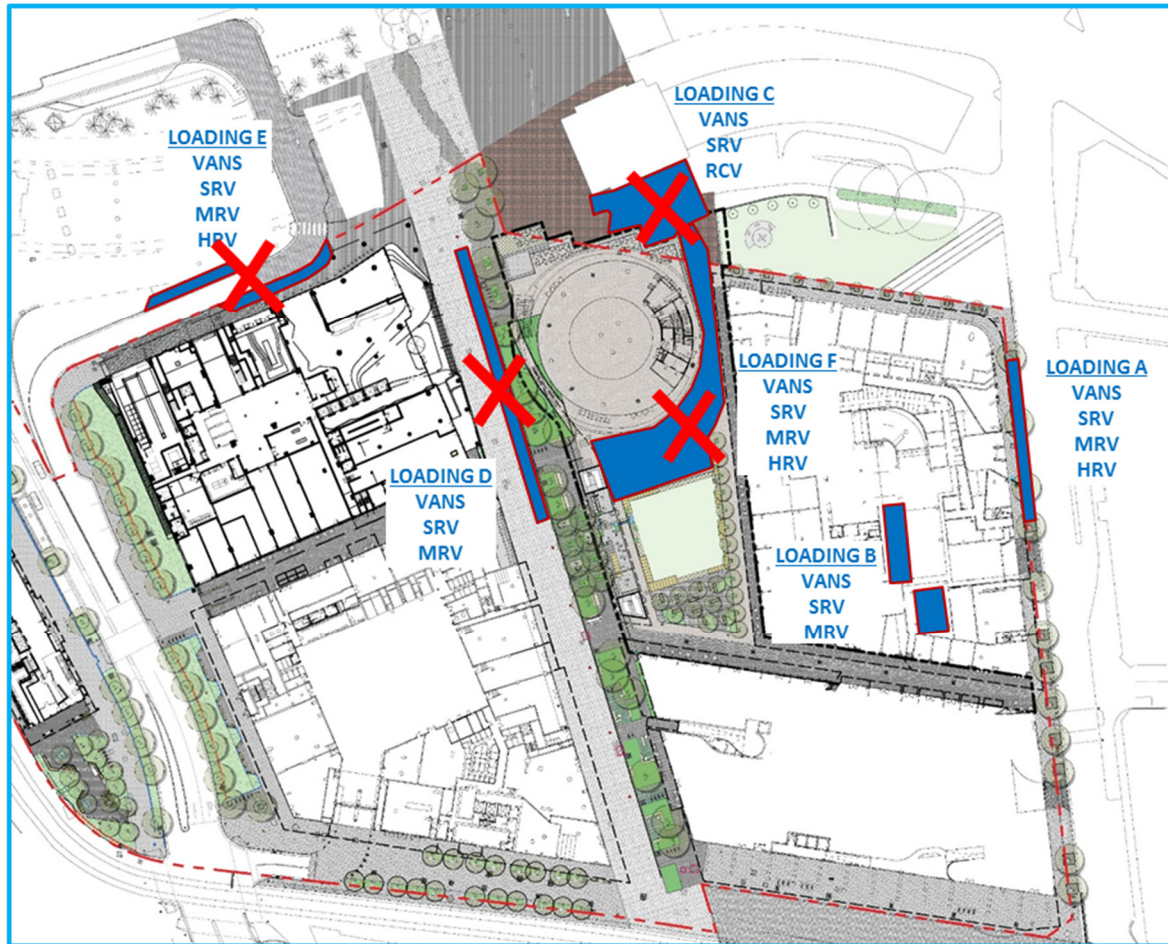 LOADING C
VANS
SRV
RCV
LOADING E
VANS
SRV
MRV
HRV
LOADING F
VANS
SRV
MRV
HRV
LOADING A
VANS
SRV
MRV
HRV
LOADING D
VANS
SRV
MRV
LOADING B
VANS
SRV
MRV